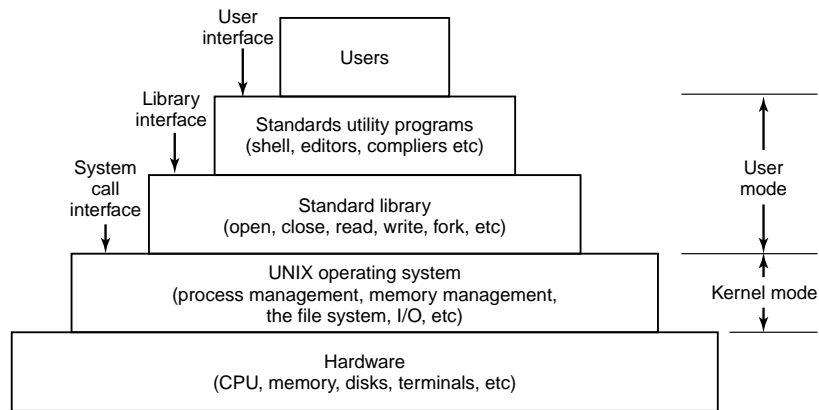 User
interface
Users
Library
interface
Standards utility programs
(shell, editors, compliers etc)
System
call
interface
User
mode
Standard library
(open, close, read, write, fork, etc)
UNIX operating system
(process management, memory management,
the file system, I/O, etc)
Kernel mode
Hardware
(CPU, memory, disks, terminals, etc)